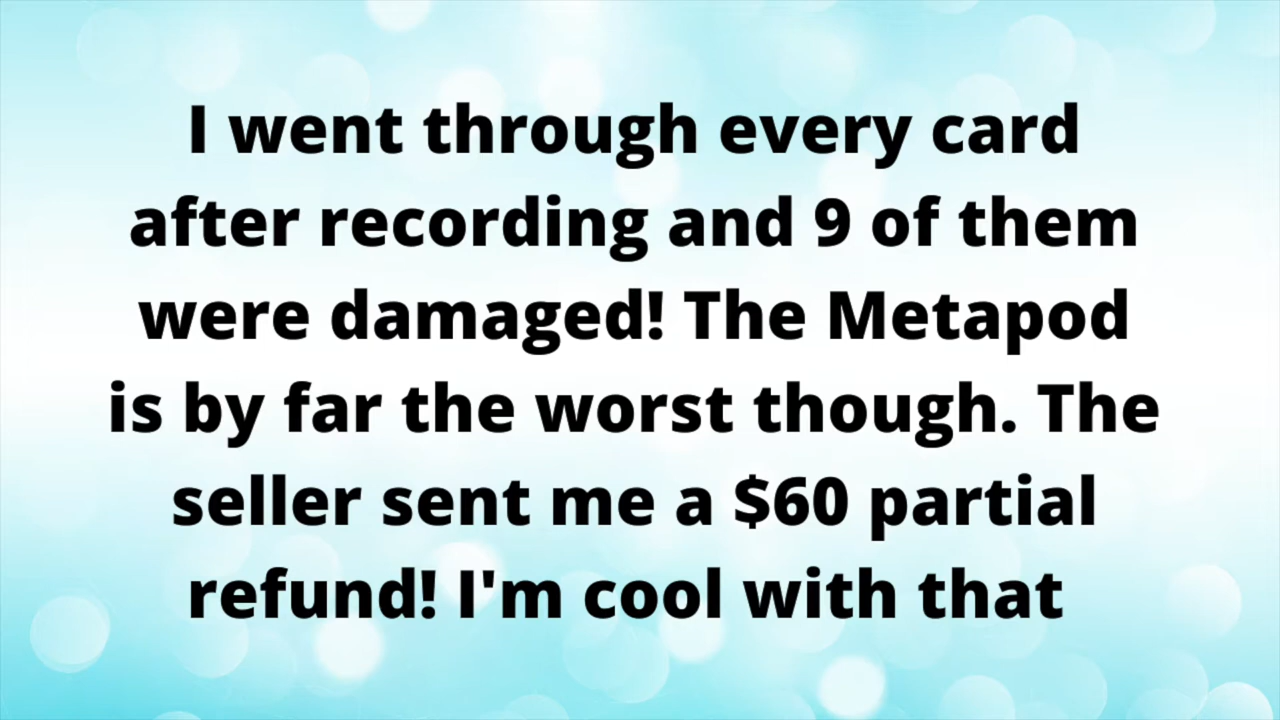 I went through every card
after recording and 9 of them
were damaged! The Metapod
is by far the worst though. The
seller sent me a $60 partial
refund! I'm cool with that